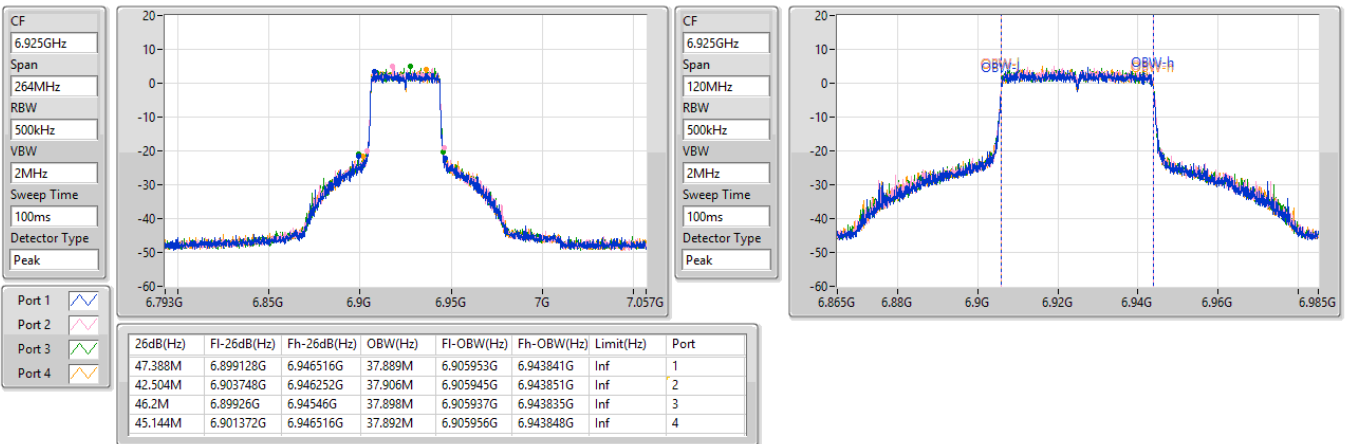 CF
6.925GHz
Span
264MHz
RBW
500kHz
VBW
2MHz
Sweep Time
100ms
Detector Type
Peak
20
10
0
-10
-20
-30
-40
-50
-60
6.793G 6.85G 6.9G 6.95G 7G 7.057G
CF
6.925GHz
Span
120MHz
RBW
500kHz
VBW
2MHz
Sweep Time
100ms
Detector Type
Peak
20
10
0
-10
-20
-30
-40
-50
-60
OBW-l OBW-h
6.865G 6.88G 6.9G 6.92G 6.94G 6.96G 6.985G
Port 1
Port 2
Port 3
Port 4
26dB(Hz) Fl-26dB(Hz) Fh-26dB(Hz) OBW(Hz) Fl-OBW(Hz) Fh-OBW(Hz) Limit(Hz) Port
47.388M 6.899128G 6.946516G 37.889M 6.905953G 6.943841G Inf 1
42.504M 6.903748G 6.946252G 37.906M 6.905945G 6.943851G Inf 2
46.2M 6.89926G 6.94546G 37.898M 6.905937G 6.943835G Inf 3
45.144M 6.901372G 6.946516G 37.892M 6.905956G 6.943848G Inf 4